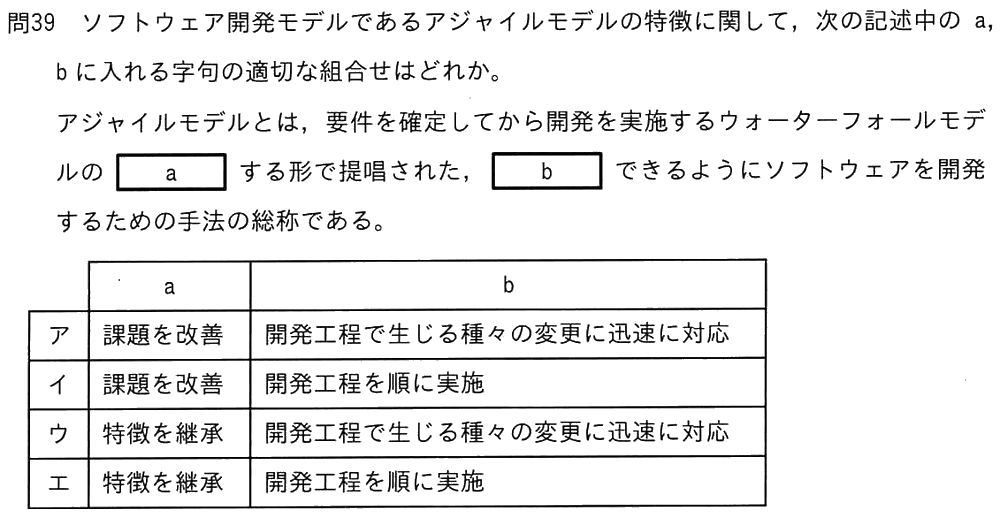 問39　ソフトウェア開発モデルであるアジャイルモデルの特徴に関して，次の記述中の a，
b に入れる字句の適切な組合せはどれか。
アジャイルモデルとは，要件を確定してから開発を実施するウォーターフォールモデ
ルの a する形で提唱された， b できるようにソフトウェアを開発
するための手法の総称である。
a b
ア 課題を改善 開発工程で生じる種々の変更に迅速に対応
イ 課題を改善 開発工程を順に実施
ウ 特徴を継承 開発工程で生じる種々の変更に迅速に対応
エ 特徴を継承 開発工程を順に実施